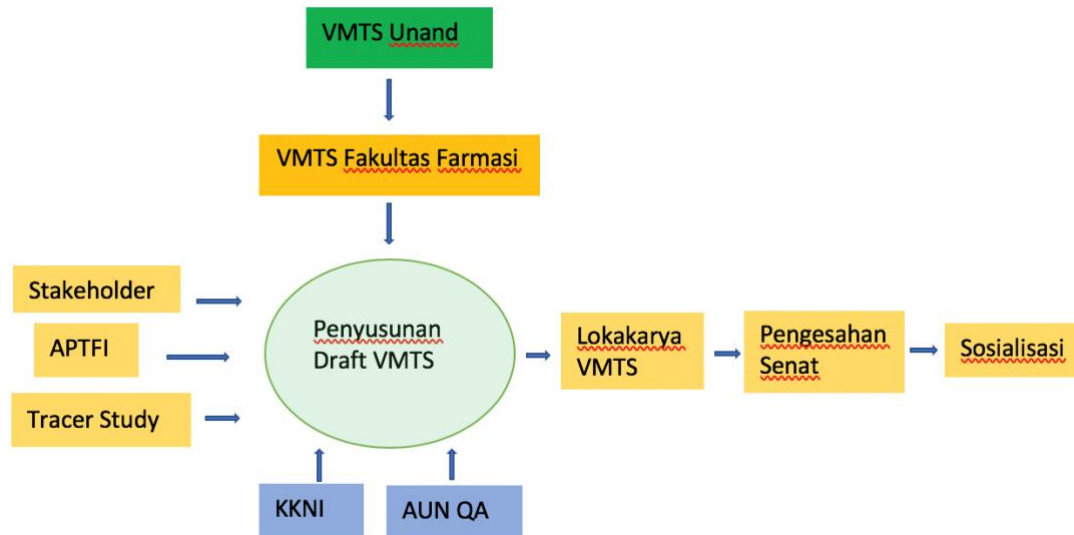 VMTS Unand
VMTS Fakultas Farmasi
Stakeholder
APTFI
Tracer Study
Penyusunan
Draft VMTS
KKNI
AUN QA
Lokakarya
VMTS
Pengesahan
Senat
Sosialisasi